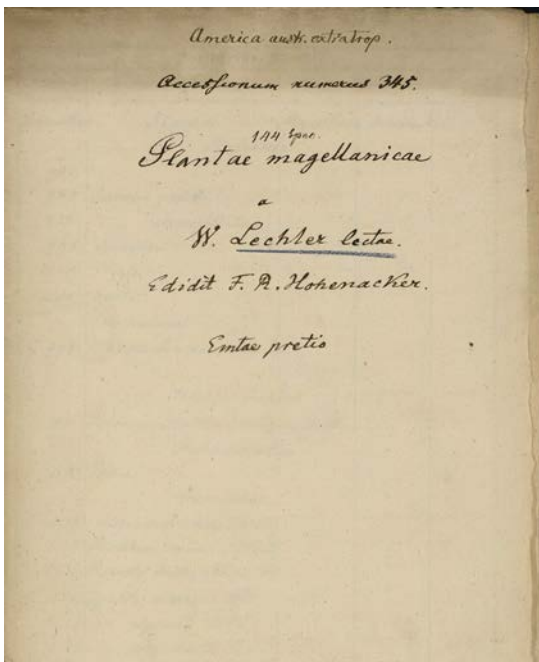 America austr. extratrop.
Accessionum numerus 345.
144 Spec.
Plantae magellanicae
a
W. Lechler lectae.
Edidit F. R. Hohenacker.
Emtae pretio